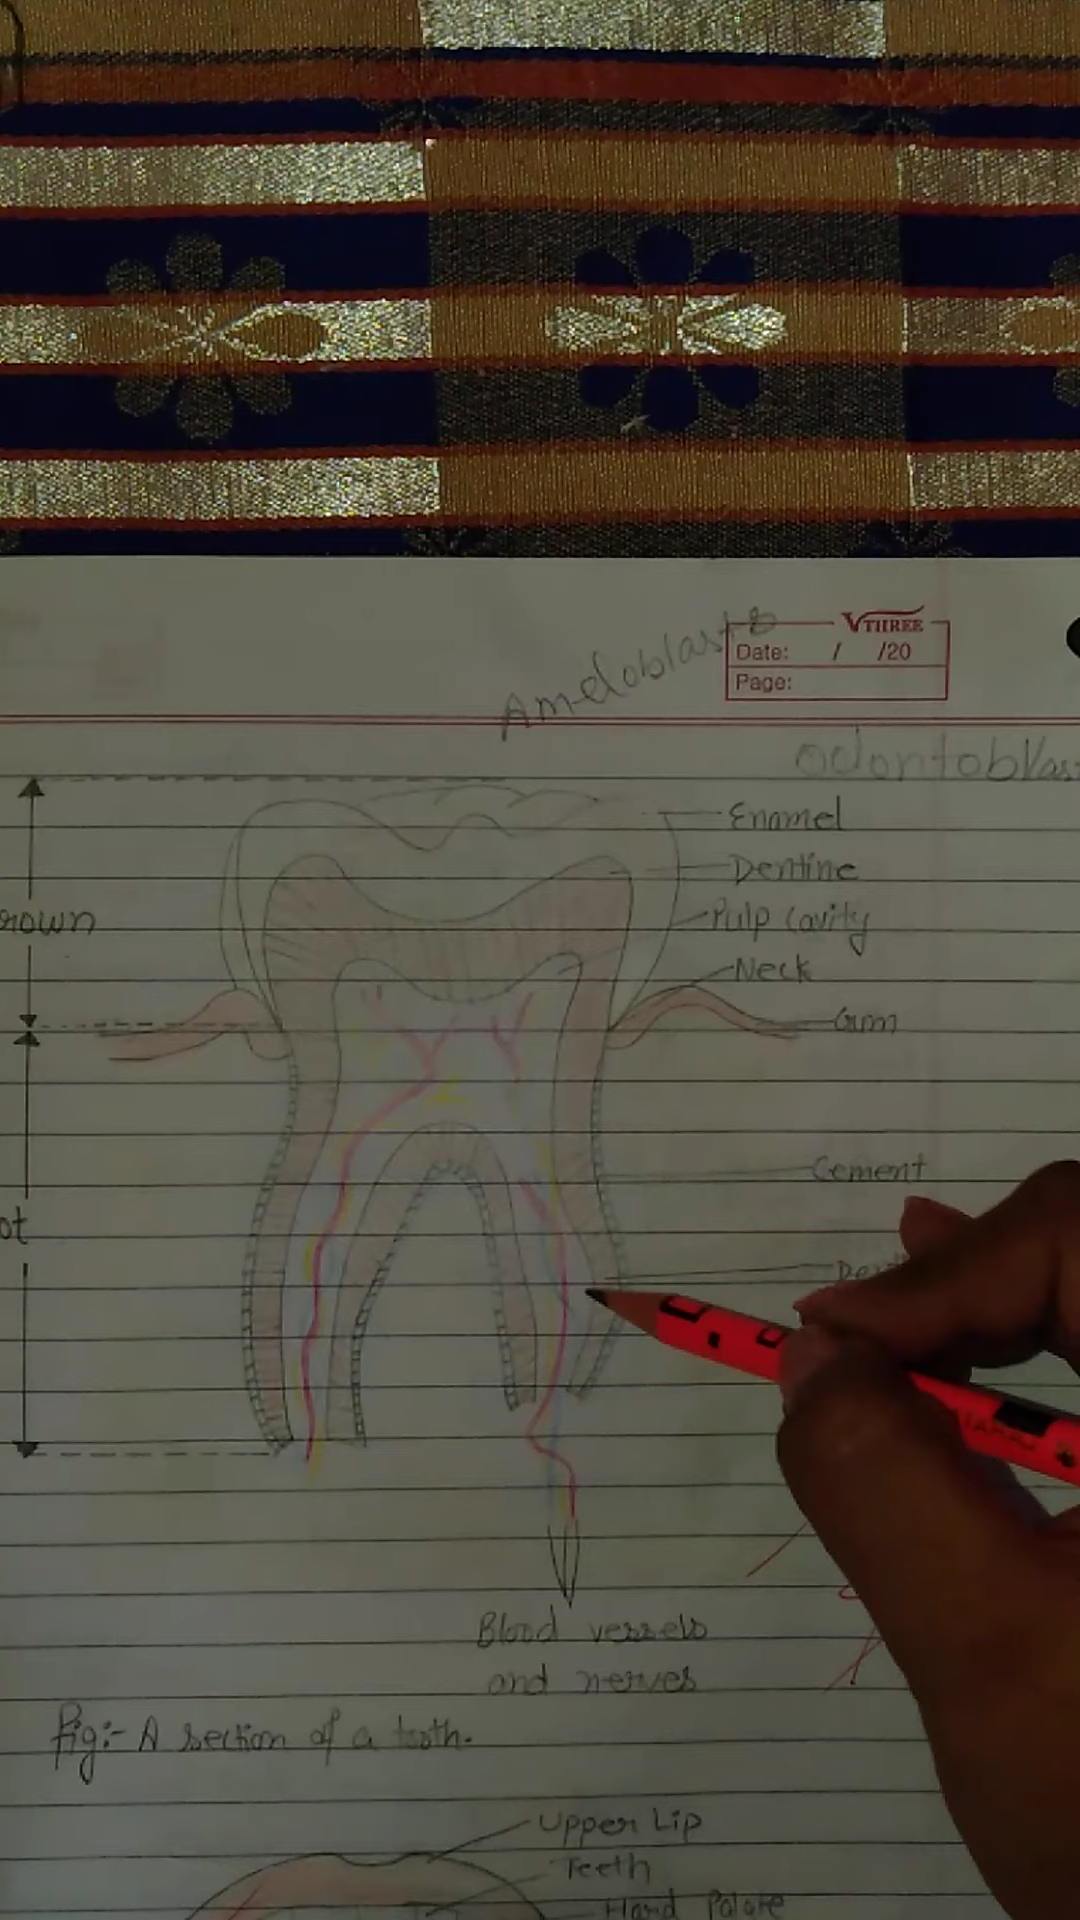 Ameloblasts
VTHREE
Date: / /20
Page:
odontoblas
Enamel
Dentine
Pulp cavity
rown
Neck
Gum
Cement
ot
Blood vessels
and nerves
Fig:- A section of a tooth.
Upper Lip
Teeth
Hard Palate